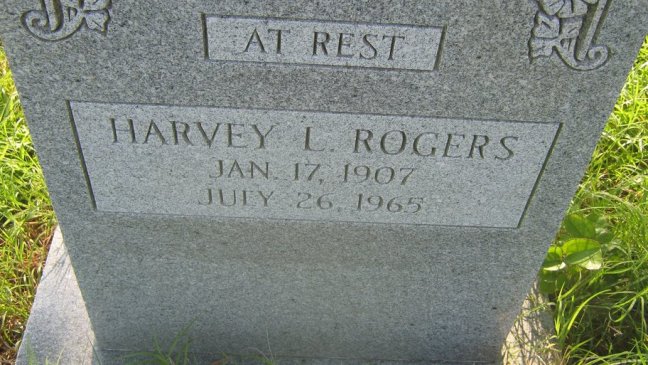 AT REST
HARVEY L. ROGERS
JAN. 17, 1907
JULY 26, 1965